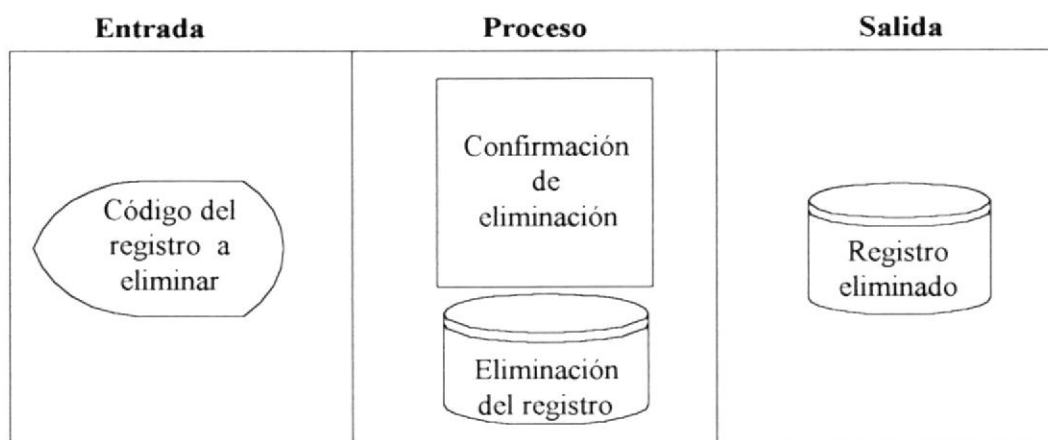 Entrada
Proceso
Salida
Código del
registro a
eliminar
Confirmación
de
eliminación
Eliminación
del registro
Registro
eliminado